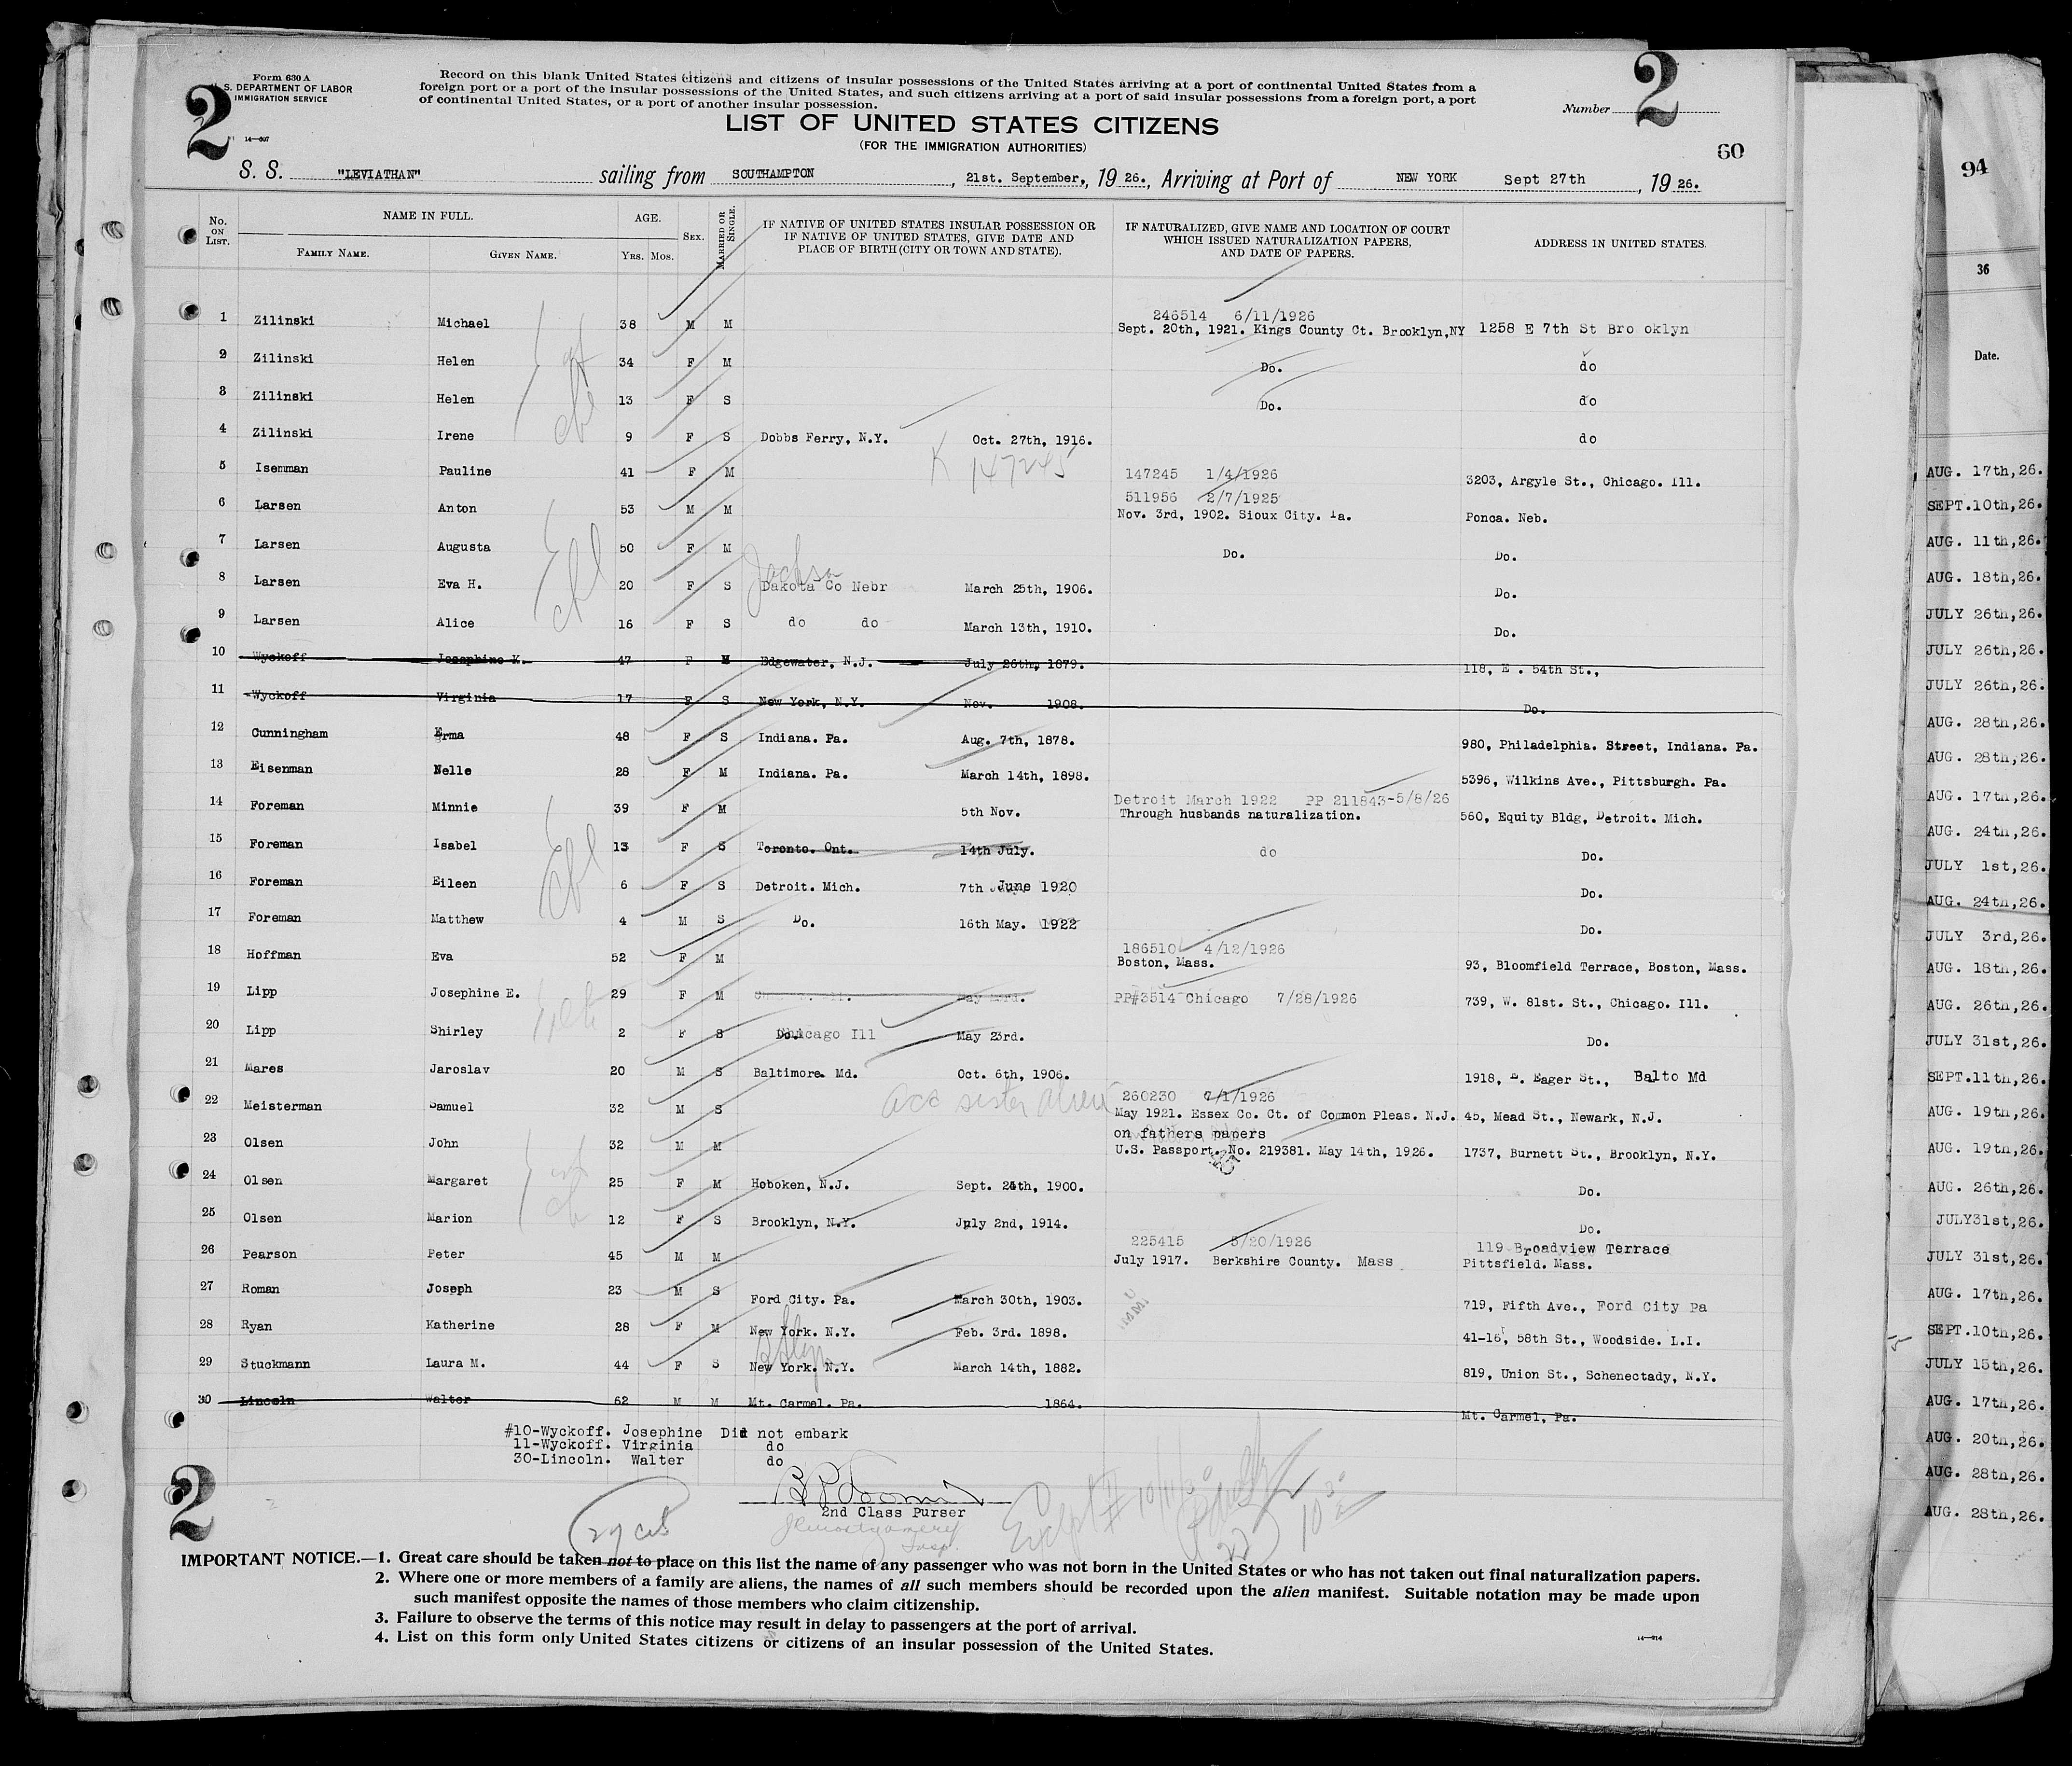 Form 630 A
U. S. DEPARTMENT OF LABOR
IMMIGRATION SERVICE
14—607
2
Record on this blank United States citizens and citizens of insular possessions of the United States arriving at a port of continental United States from a
foreign port or a port of the insular possessions of the United States, and such citizens arriving at a port of said insular possessions from a foreign port, a port
of continental United States, or a port of another insular possession.
Number 2
LIST OF UNITED STATES CITIZENS
(FOR THE IMMIGRATION AUTHORITIES)
60
S. S. "LEVIATHAN" sailing from SOUTHAMPTON, 21st. September., 19 26., Arriving at Port of NEW YORK Sept 27th, 19 26.
No. ON LIST. NAME IN FULL. FAMILY NAME. GIVEN NAME. AGE. YRS. MOS. SEX. MARRIED OR SINGLE. IF NATIVE OF UNITED STATES INSULAR POSSESSION OR IF NATIVE OF UNITED STATES, GIVE DATE AND PLACE OF BIRTH (CITY OR TOWN AND STATE). IF NATURALIZED, GIVE NAME AND LOCATION OF COURT WHICH ISSUED NATURALIZATION PAPERS, AND DATE OF PAPERS. ADDRESS IN UNITED STATES.
246514 6/11/1926
1 Zilinski Michael 38 M M Sept. 20th, 1921. Kings County Ct. Brooklyn,NY 1258 E 7th St Bro oklyn
2 Zilinski Helen 34 F M Do. do
3 Zilinski Helen 13 F S Do. do
4 Zilinski Irene 9 F S Dobbs Ferry, N.Y. Oct. 27th, 1916. do
K 147245
5 Isemman Pauline 41 F M 147245 1/4/1926 3203, Argyle St., Chicago. Ill.
511956 2/7/1925
6 Larsen Anton 53 M M Nov. 3rd, 1902. Sioux City. Ia. Ponca. Neb.
7 Larsen Augusta 50 F M Do. Do.
Jackson
8 Larsen Eva H. 20 F S Dakota Co Nebr March 25th, 1906. Do.
9 Larsen Alice 16 F S do do March 13th, 1910. Do.
10 Wyckoff Josephine K. 47 F M Edgewater, N.J. July 26th, 1879. 118, E. 54th St.,
11 Wyckoff Virginia 17 F S New York, N.Y. Nov. 1908. Do.
12 Cunningham Erma 48 F S Indiana. Pa. Aug. 7th, 1878. 980, Philadelphia. Street, Indiana. Pa.
13 Eisenman Nelle 28 F M Indiana. Pa. March 14th, 1898. 5396, Wilkins Ave., Pittsburgh. Pa.
Detroit March 1922 PP 211843-5/8/26
14 Foreman Minnie 39 F M 5th Nov. Through husbands naturalization. 560, Equity Bldg, Detroit. Mich.
15 Foreman Isabel 13 F S Toronto. Ont. 14th July. do Do.
16 Foreman Eileen 6 F S Detroit. Mich. 7th June 1920 Do.
17 Foreman Matthew 4 M S Do. 16th May. 1922 Do.
186510 4/12/1926
18 Hoffman Eva 52 F M Boston, Mass. 93, Bloomfield Terrace, Boston, Mass.
19 Lipp Josephine E. 29 F M PP#3514 Chicago 7/28/1926 739, W. 81st. St., Chicago. Ill.
20 Lipp Shirley 2 F S Chicago Ill May 23rd. Do.
21 Mares Jaroslav 20 M S Baltimore. Md. Oct. 6th, 1906. 1918, E. Eager St., Balto Md
acc sister alien 260230 7/1/1926
22 Meisterman Samuel 32 M S May 1921. Essex Co. Ct. of Common Pleas. N.J. 45, Mead St., Newark, N.J.
on fathers papers
23 Olsen John 32 M M U.S. Passport. No. 219381. May 14th, 1926. 1737, Burnett St., Brooklyn, N.Y.
24 Olsen Margaret 25 F M Hoboken, N.J. Sept. 25th, 1900. Do.
25 Olsen Marion 12 F S Brooklyn, N.Y. July 2nd, 1914. Do.
225415 5/20/1926 119 Broadview Terrace
26 Pearson Peter 45 M M July 1917. Berkshire County. Mass Pittsfield. Mass.
27 Roman Joseph 23 M S Ford City. Pa. March 30th, 1903. 719, Fifth Ave., Ford City Pa
28 Ryan Katherine 28 F M New York. N.Y. Feb. 3rd. 1898. 41-16, 58th St., Woodside. L.I.
29 Stuckmann Laura M. 44 F S New York. N.Y. March 14th, 1882. 819, Union St., Schenectady, N.Y.
30 Lincoln Walter 62 M M Mt. Carmel. Pa. 1864. Mt. Carmel, Pa.
#10-Wyckoff. Josephine Did not embark
11-Wyckoff. Virginia do
30-Lincoln. Walter do
2nd Class Purser
2
IMPORTANT NOTICE.—1. Great care should be taken not to place on this list the name of any passenger who was not born in the United States or who has not taken out final naturalization papers.
2. Where one or more members of a family are aliens, the names of all such members should be recorded upon the alien manifest. Suitable notation may be made upon
such manifest opposite the names of those members who claim citizenship.
3. Failure to observe the terms of this notice may result in delay to passengers at the port of arrival.
4. List on this form only United States citizens or citizens of an insular possession of the United States.
14—914
94
36
Date.
AUG. 17th,26.
SEPT.10th,26.
AUG. 11th,26.
AUG. 18th,26.
JULY 26th,26.
JULY 26th,26.
JULY 26th,26.
AUG. 28th,26.
AUG. 28th,26.
AUG. 17th,26.
AUG. 24th,26.
JULY 1st,26.
AUG. 24th,26.
JULY 3rd,26.
AUG. 18th,26.
AUG. 26th,26.
JULY 31st,26.
SEPT.11th,26.
AUG. 19th,26.
AUG. 19th,26.
AUG. 26th,26.
JULY31st,26.
JULY 31st,26.
AUG. 17th,26.
SEPT.10th,26.
JULY 15th,26.
AUG. 17th,26.
AUG. 20th,26.
AUG. 28th,26.
AUG. 28th,26.